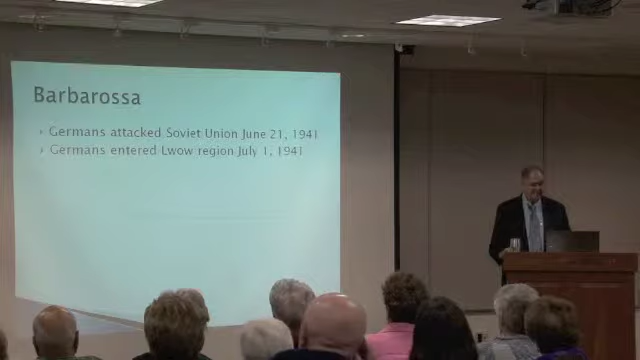 Barbarossa
› Germans attacked Soviet Union June 21, 1941
› Germans entered Lwow region July 1, 1941